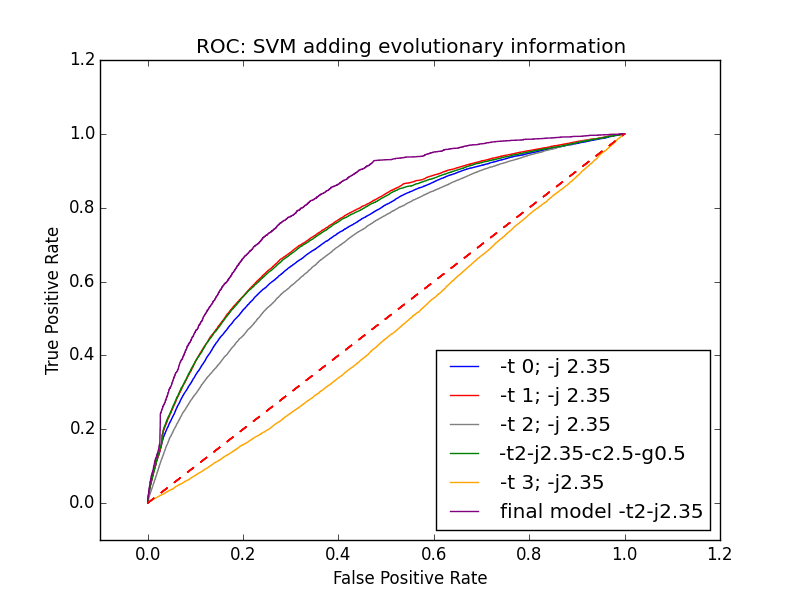 ROC: SVM adding evolutionary information
1.2
1.0
0.8
0.6
0.4
0.2
0.0
True Positive Rate
-t 0; -j 2.35
-t 1; -j 2.35
-t 2; -j 2.35
-t2-j2.35-c2.5-g0.5
-t 3; -j2.35
final model -t2-j2.35
0.0 0.2 0.4 0.6 0.8 1.0 1.2
False Positive Rate